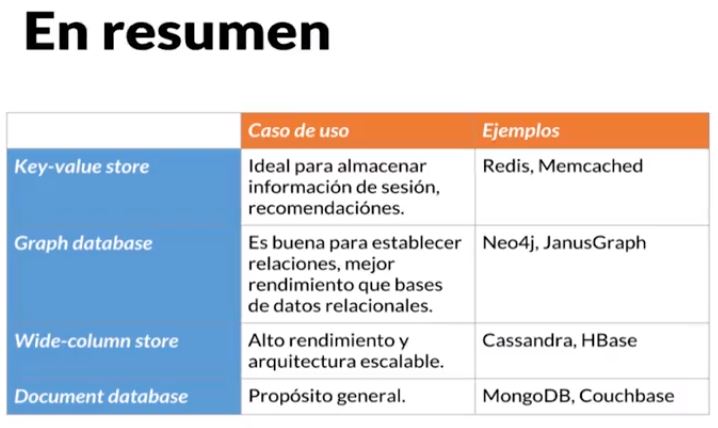 En resumen
Caso de uso Ejemplos
Key-value store Ideal para almacenar Redis, Memcached
información de sesión,
recomendaciónes.
Graph database Es buena para establecer Neo4j, JanusGraph
relaciones, mejor
rendimiento que bases
de datos relacionales.
Wide-column store Alto rendimiento y Cassandra, HBase
arquitectura escalable.
Document database Propósito general. MongoDB, Couchbase